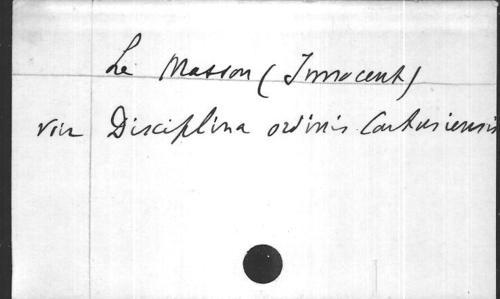 Le Masson (Innocent)
voir Disciplina ordinis Cartusiensis